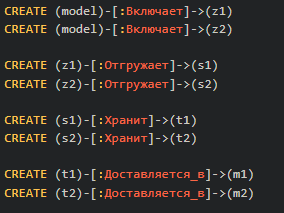 CREATE (model)-[:Включает]->(z1)
CREATE (model)-[:Включает]->(z2)
CREATE (z1)-[:Отгружает]->(s1)
CREATE (z2)-[:Отгружает]->(s2)
CREATE (s1)-[:Хранит]->(t1)
CREATE (s2)-[:Хранит]->(t2)
CREATE (t1)-[:Доставляется_в]->(m1)
CREATE (t2)-[:Доставляется_в]->(m2)